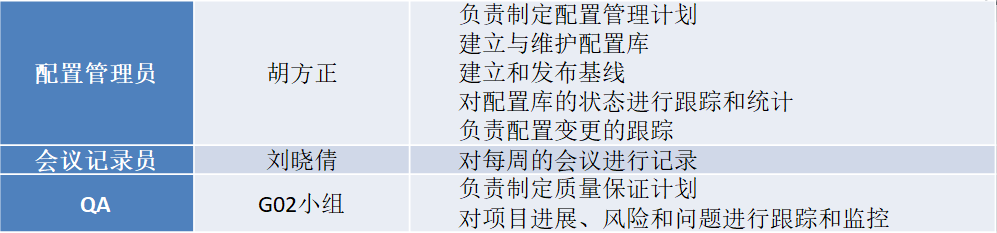 配置管理员
胡方正
负责制定配置管理计划
建立与维护配置库
建立和发布基线
对配置库的状态进行跟踪和统计
负责配置变更的跟踪
会议记录员
刘晓倩
对每周的会议进行记录
QA
G02小组
负责制定质量保证计划
对项目进展、风险和问题进行跟踪和监控